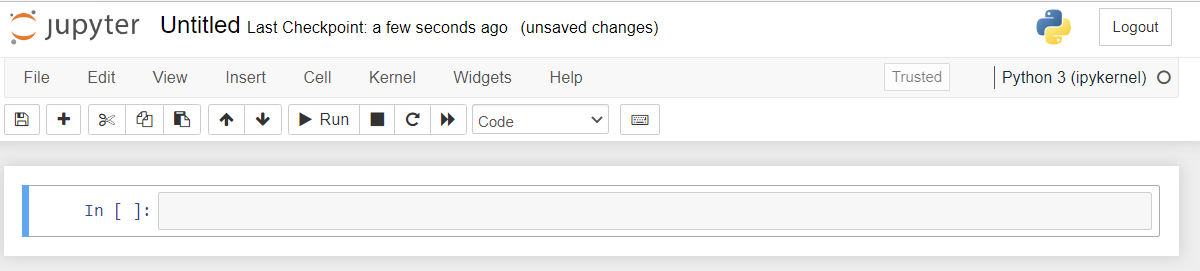 jupyter Untitled Last Checkpoint: a few seconds ago (unsaved changes) Logout
File Edit View Insert Cell Kernel Widgets Help Trusted Python 3 (ipykernel)
Run Code
In [ ]: